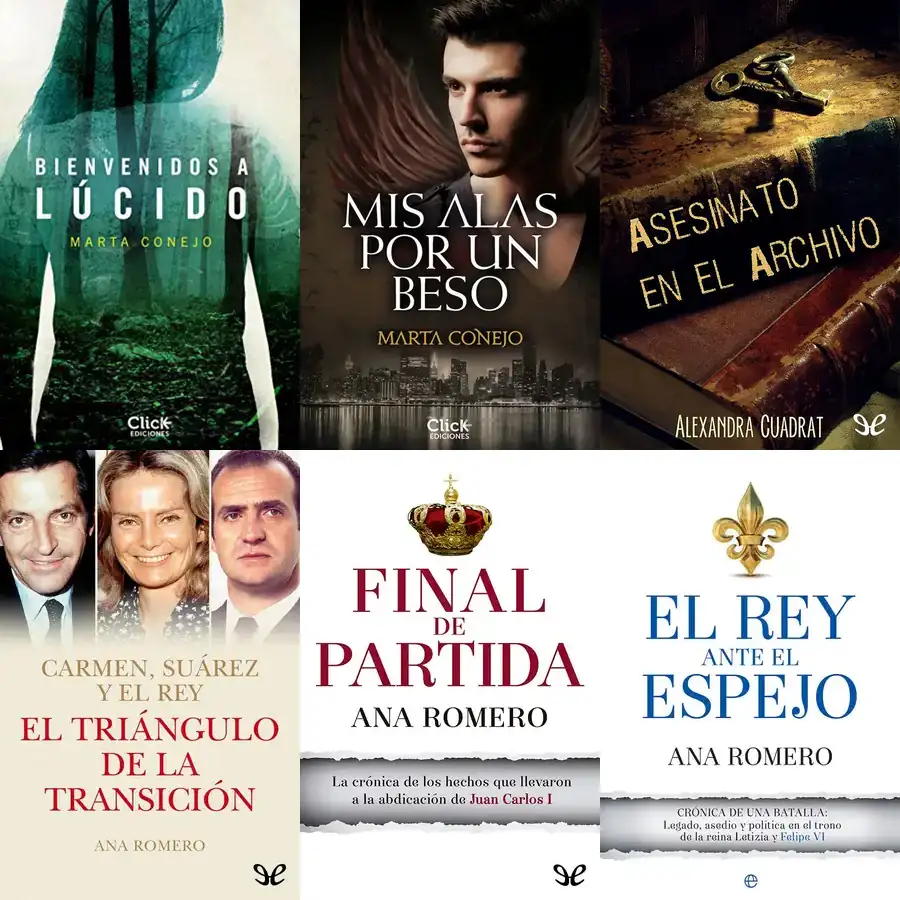 BIENVENIDOS A
LÚCIDO
MARTA CONEJO
Click
EDICIONES
MIS ALAS
POR UN
BESO
MARTA CONEJO
Click
EDICIONES
ASESINATO
EN EL ARCHIVO
ALEXANDRA CUADRAT
CARMEN, SUÁREZ
Y EL REY
EL TRIÁNGULO
DE LA
TRANSICIÓN
ANA ROMERO
FINAL
DE
PARTIDA
ANA ROMERO
La crónica de los hechos que llevaron
a la abdicación de Juan Carlos I
EL REY
ANTE EL
ESPEJO
ANA ROMERO
CRÓNICA DE UNA BATALLA:
Legado, asedio y política en el trono
de la reina Letizia y Felipe VI